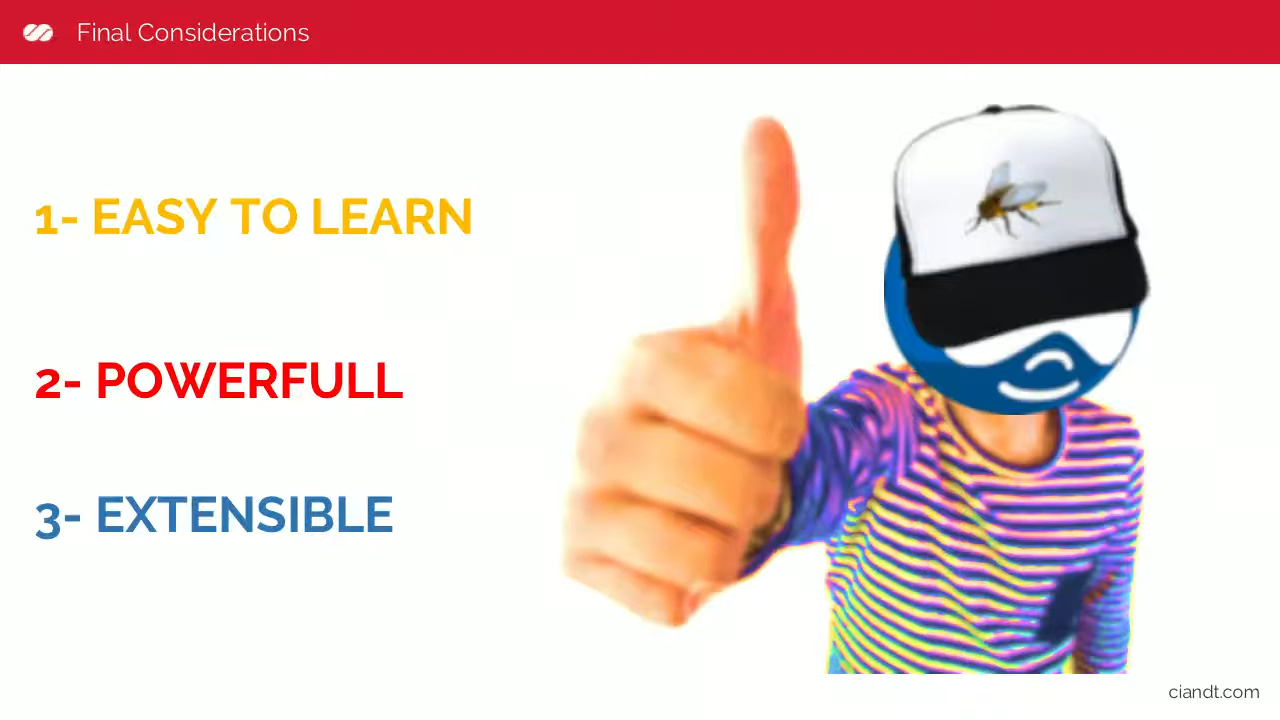 Final Considerations
1- EASY TO LEARN
2- POWERFULL
3- EXTENSIBLE
ciandt.com